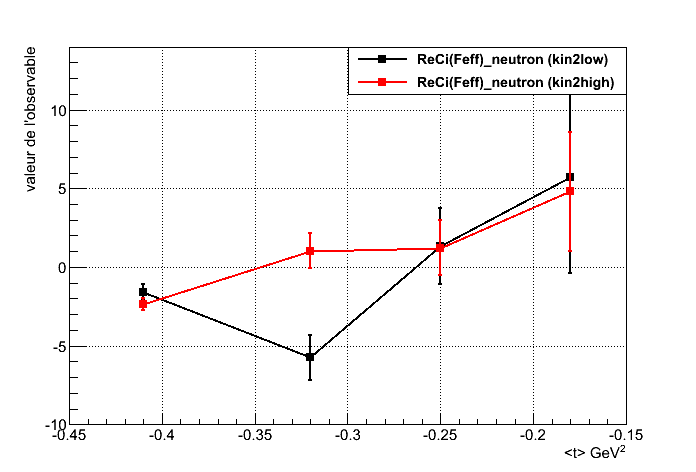 valeur de l'observable
ReCi(Feff)_neutron (kin2low)
ReCi(Feff)_neutron (kin2high)
10
5
0
-5
-10
-0.45 -0.4 -0.35 -0.3 -0.25 -0.2 -0.15
<t> GeV²